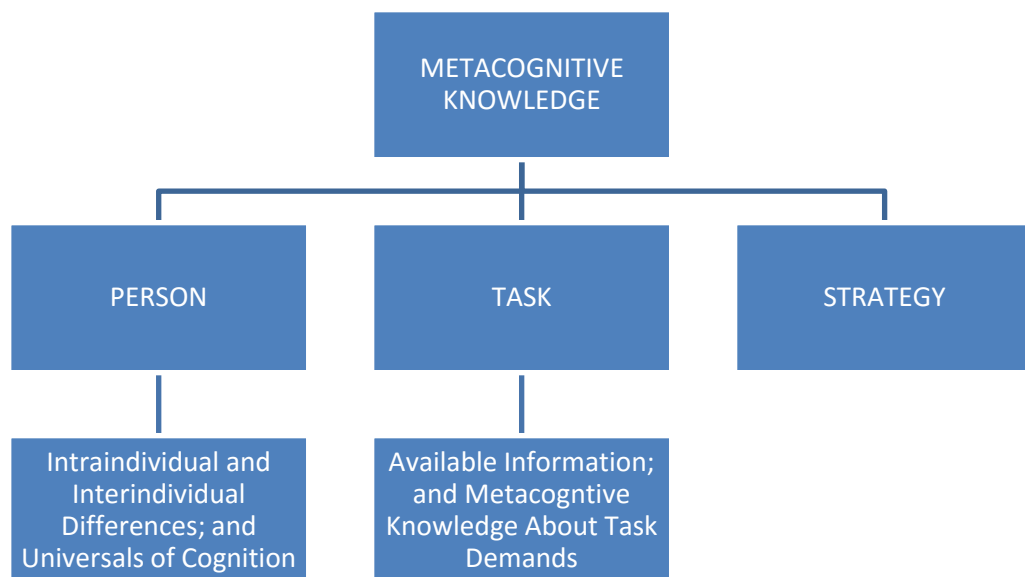 METACOGNITIVE
KNOWLEDGE
PERSON
TASK
STRATEGY
Intraindividual and
Interindividual
Differences; and
Universals of Cognition
Available Information;
and Metacogntive
Knowledge About Task
Demands